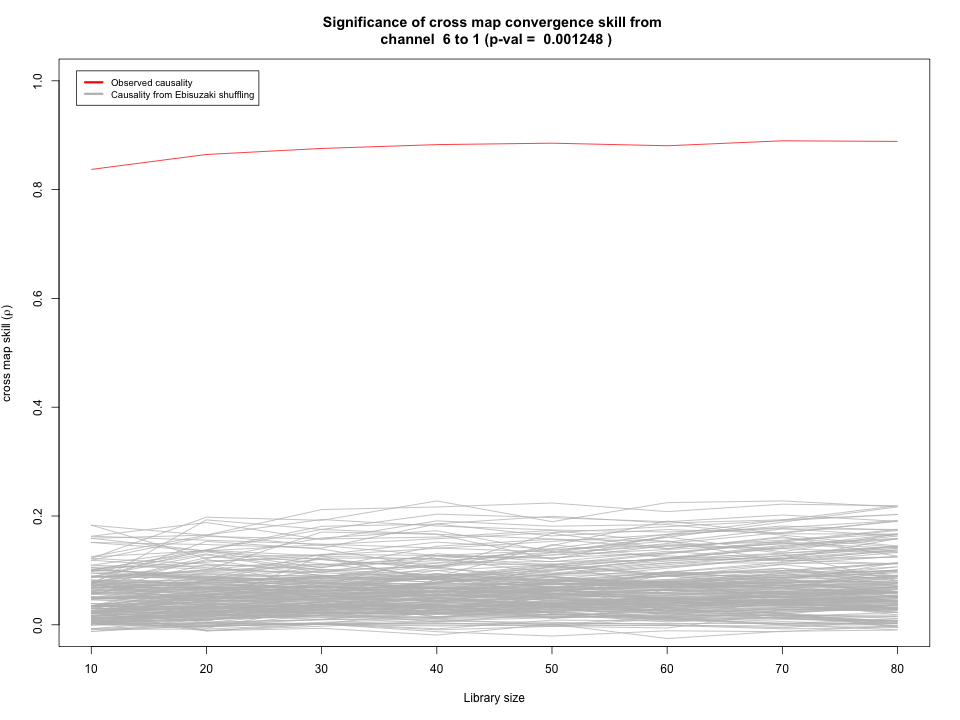 Significance of cross map convergence skill from
channel  6 to 1 (p-val =  0.001248 )
Observed causality
Causality from Ebisuzaki shuffling
cross map skill (ρ)
1.0
0.8
0.6
0.4
0.2
0.0
10 20 30 40 50 60 70 80
Library size